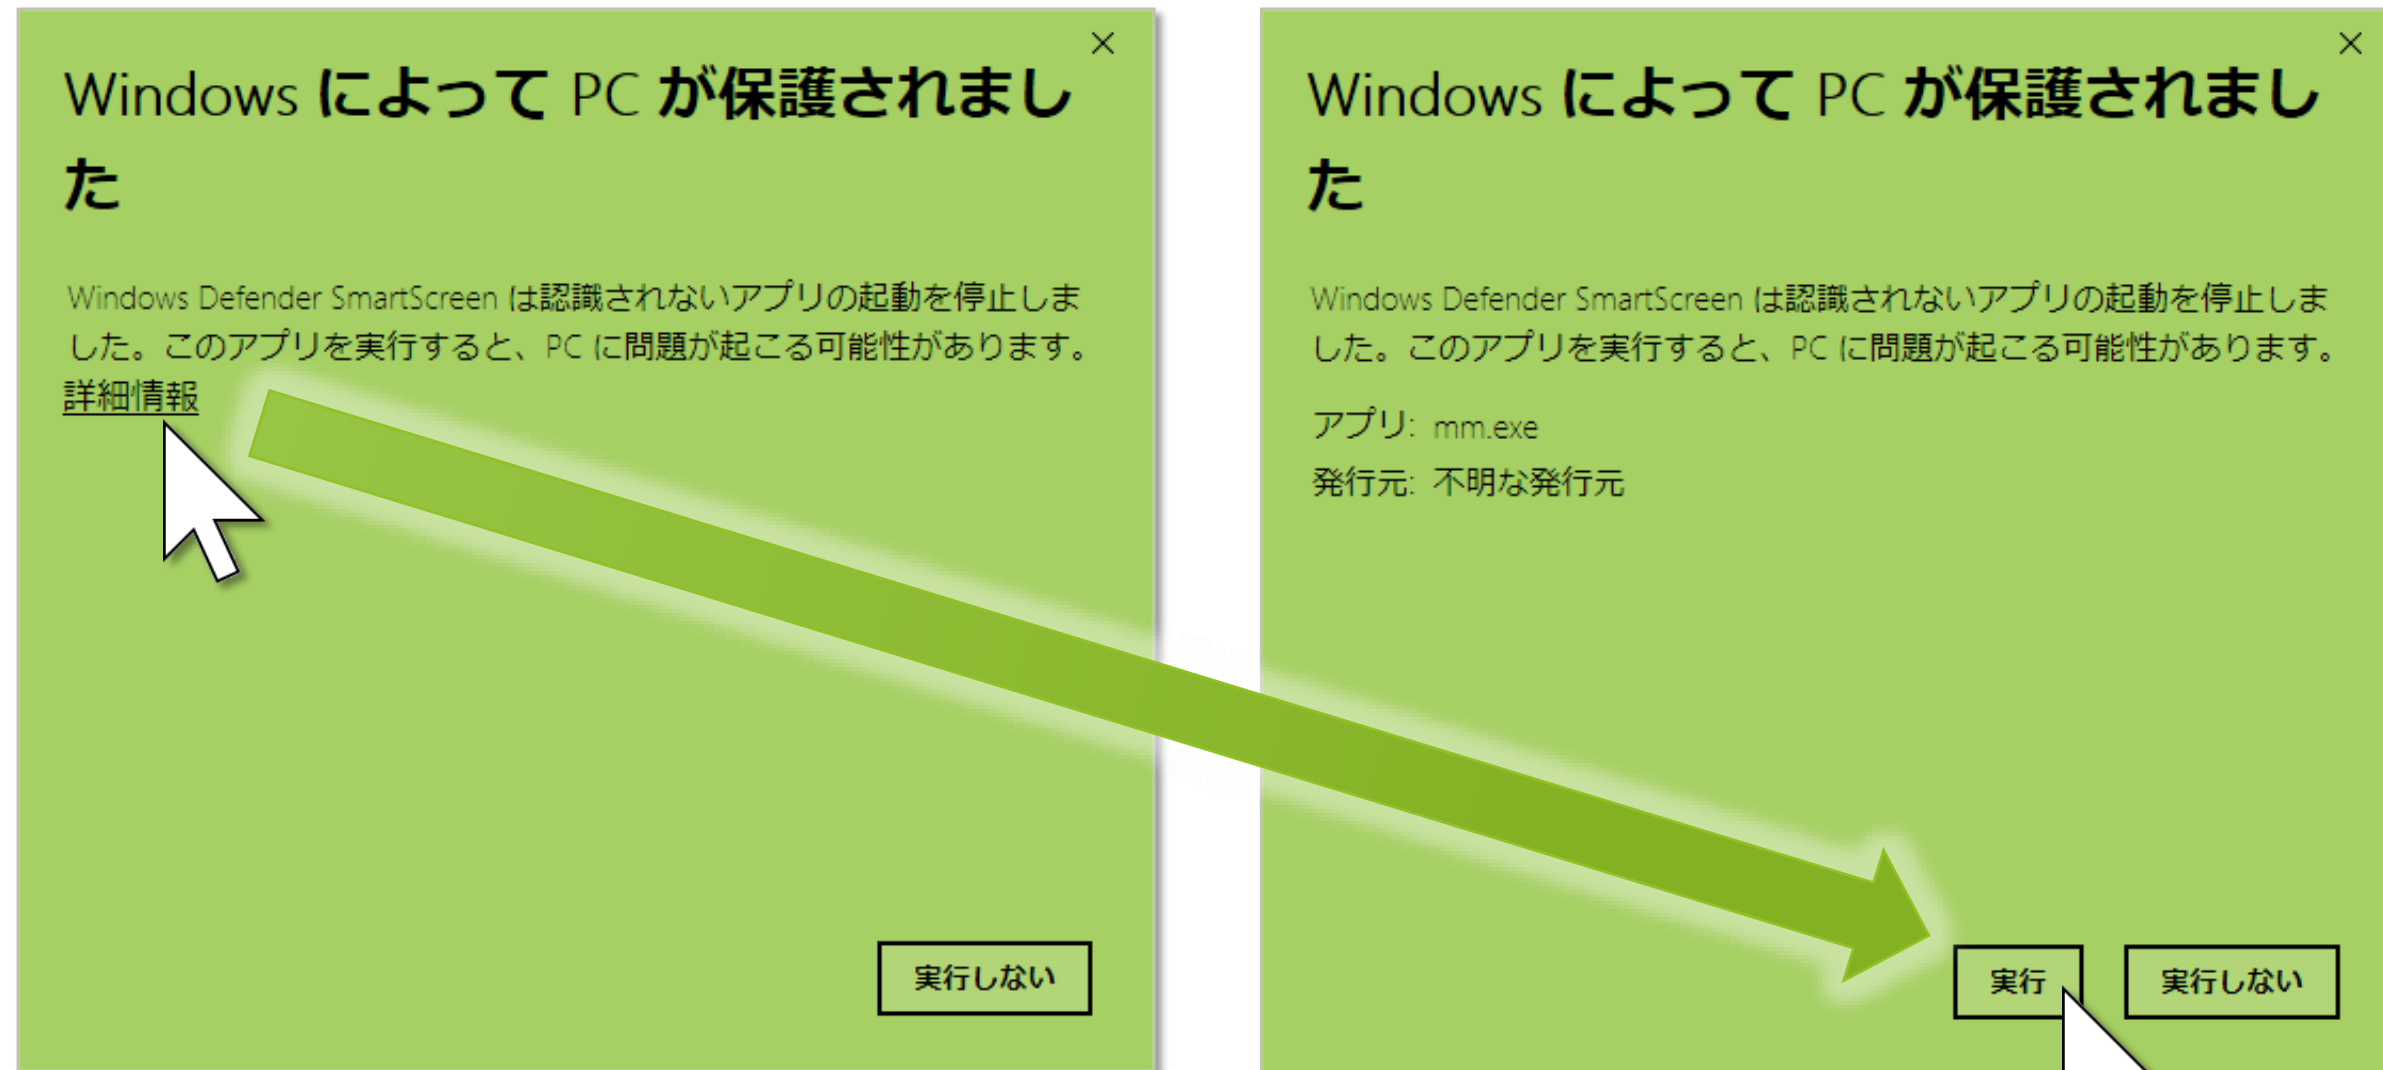 Windows によって PC が保護されまし
た
Windows Defender SmartScreen は認識されないアプリの起動を停止しま
した。このアプリを実行すると、PC に問題が起こる可能性があります。
詳細情報
実行しない
Windows によって PC が保護されまし
た
Windows Defender SmartScreen は認識されないアプリの起動を停止しま
した。このアプリを実行すると、PC に問題が起こる可能性があります。
アプリ: mm.exe
発行元: 不明な発行元
実行
実行しない